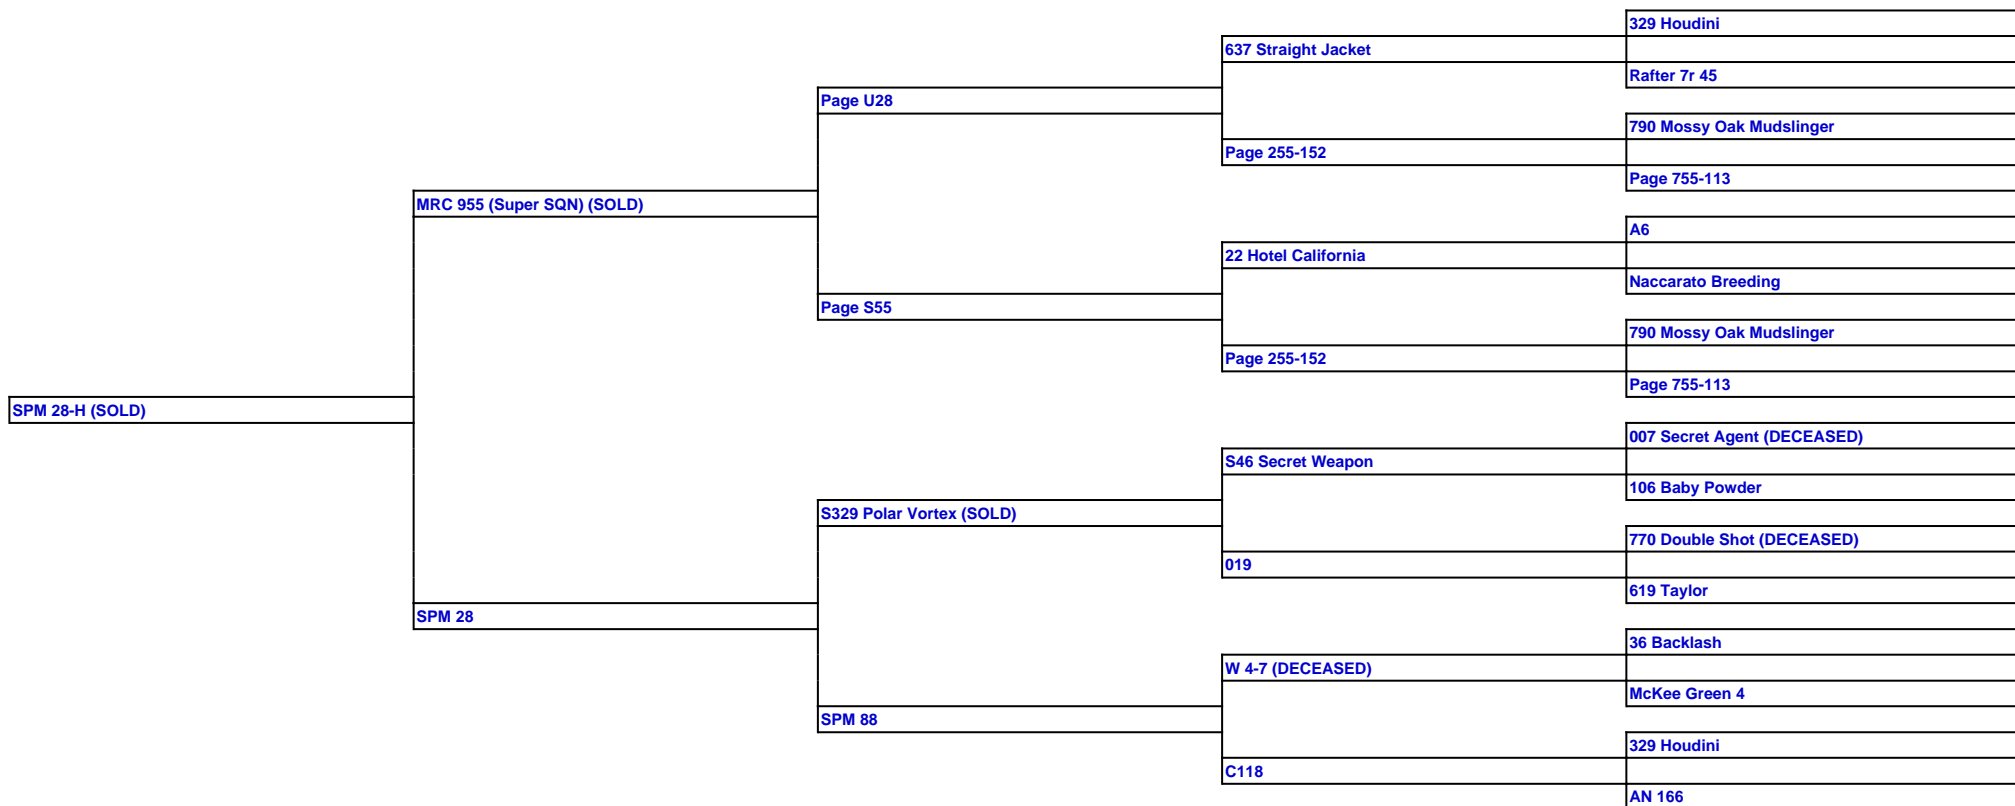 329 Houdini
637 Straight Jacket
Rafter 7r 45
Page U28
790 Mossy Oak Mudslinger
Page 255-152
Page 755-113
MRC 955 (Super SQN) (SOLD)
A6
22 Hotel California
Naccarato Breeding
Page S55
790 Mossy Oak Mudslinger
Page 255-152
Page 755-113
SPM 28-H (SOLD)
007 Secret Agent (DECEASED)
S46 Secret Weapon
106 Baby Powder
S329 Polar Vortex (SOLD)
770 Double Shot (DECEASED)
019
619 Taylor
SPM 28
36 Backlash
W 4-7 (DECEASED)
McKee Green 4
SPM 88
329 Houdini
C118
AN 166